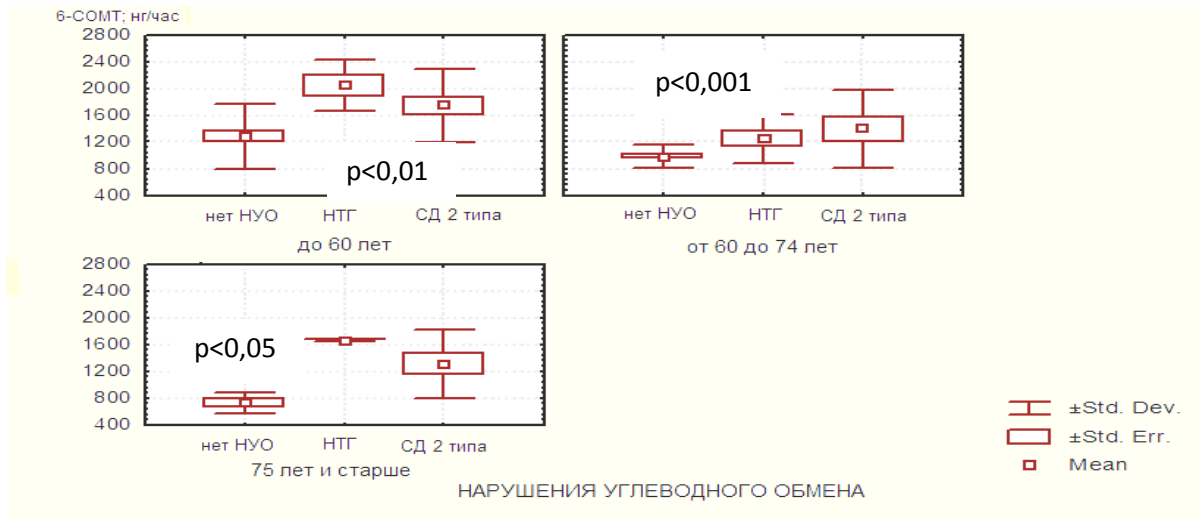 6-СОМТ; нг/час
2800
2400
2000
1600
1200
800
400
p<0,01
нет НУО НТГ СД 2 типа
до 60 лет
p<0,001
нет НУО НТГ СД 2 типа
от 60 до 74 лет
2800
2400
2000
1600
1200
800
400
p<0,05
нет НУО НТГ СД 2 типа
75 лет и старше
±Std. Dev.
±Std. Err.
Mean
НАРУШЕНИЯ УГЛЕВОДНОГО ОБМЕНА